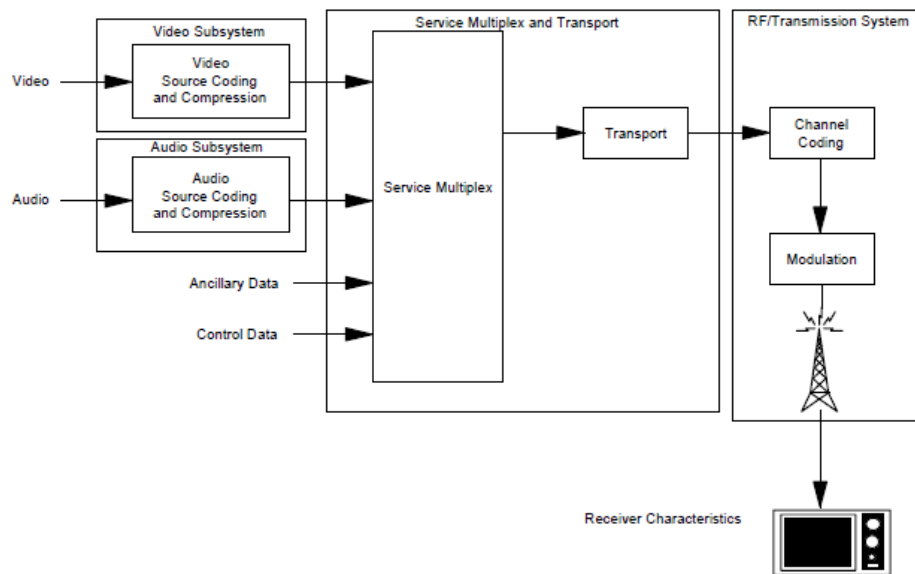 Video Subsystem
Service Multiplex and Transport
RF/Transmission System
Video
Video
Source Coding
and Compression
Audio Subsystem
Audio
Audio
Source Coding
and Compression
Service Multiplex
Transport
Channel
Coding
Modulation
Ancillary Data
Control Data
Receiver Characteristics